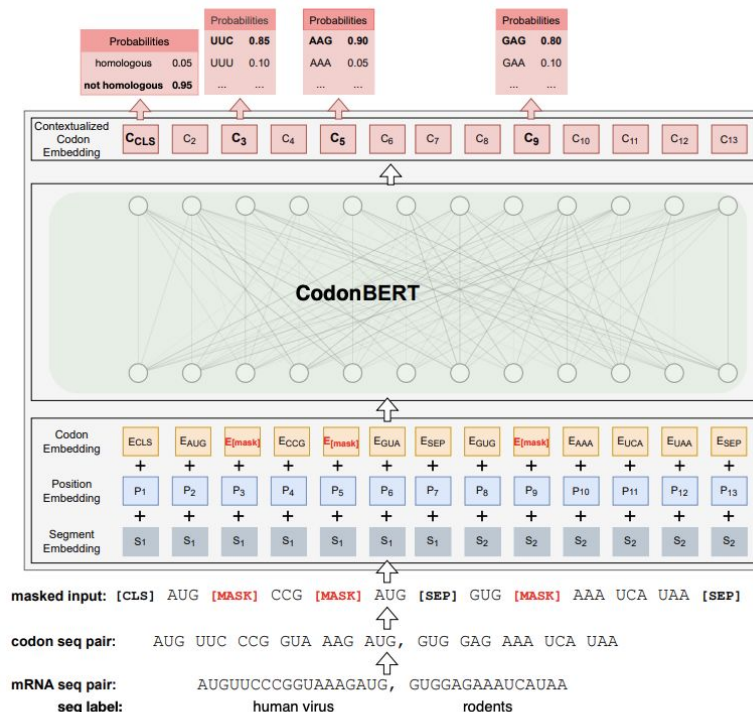 Probabilities
homologous 0.05
not homologous 0.95
Probabilities
UUC 0.85
UUU 0.10
... ...
Probabilities
AAG 0.90
AAA 0.05
... ...
Probabilities
GAG 0.80
GAA 0.10
... ...
Contextualized
Codon
Embedding
CCLS C2 C3 C4 C5 C6 C7 C8 C9 C10 C11 C12 C13
CodonBERT
Codon
Embedding
ECLS EAUG E[mask] ECCG E[mask] EGUA ESEP EGUG E[mask] EAAA EUCA EUAA ESEP
+ + + + + + + + + + + + +
Position
Embedding
P1 P2 P3 P4 P5 P6 P7 P8 P9 P10 P11 P12 P13
+ + + + + + + + + + + + +
Segment
Embedding
S1 S1 S1 S1 S1 S1 S1 S2 S2 S2 S2 S2 S2
masked input: [CLS] AUG [MASK] CCG [MASK] AUG [SEP] GUG [MASK] AAA UCA UAA [SEP]
codon seq pair: AUG UUC CCG GUA AAG AUG, GUG GAG AAA UCA UAA
mRNA seq pair: AUGUUCCCGGUAAAGAUG, GUGGAGAAAUCAUAA
seq label: human virus rodents